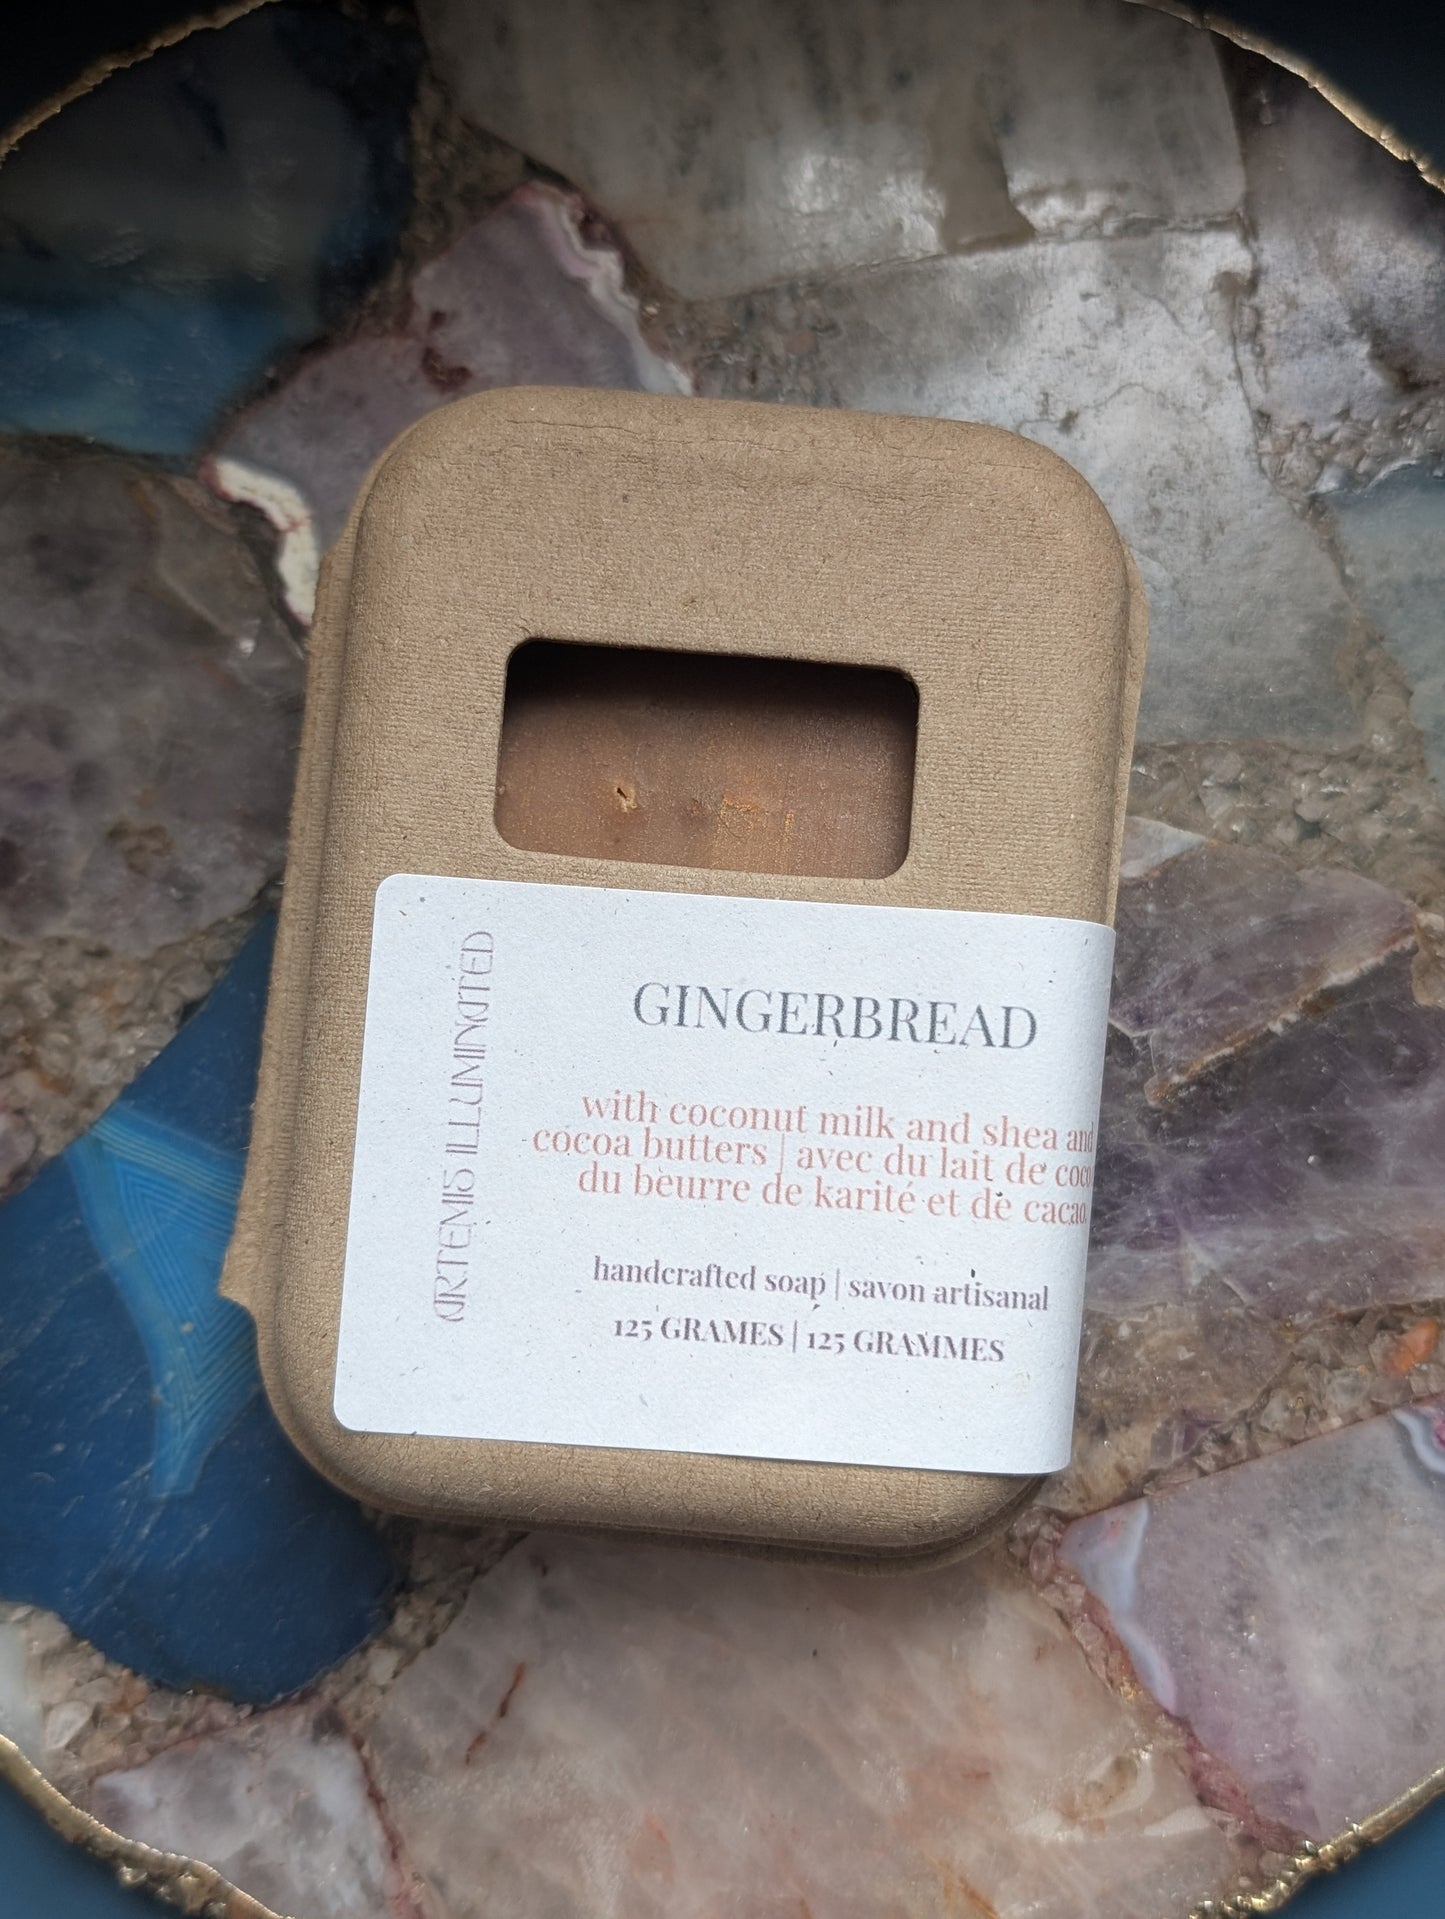 ARTEMIS ILLUMINATED
GINGERBREAD
with coconut milk and shea and
cocoa butters | avec du lait de coco
du beurre de karité et de cacao.
handcrafted soap | savon artisanal
125 GRAMES | 125 GRAMMES